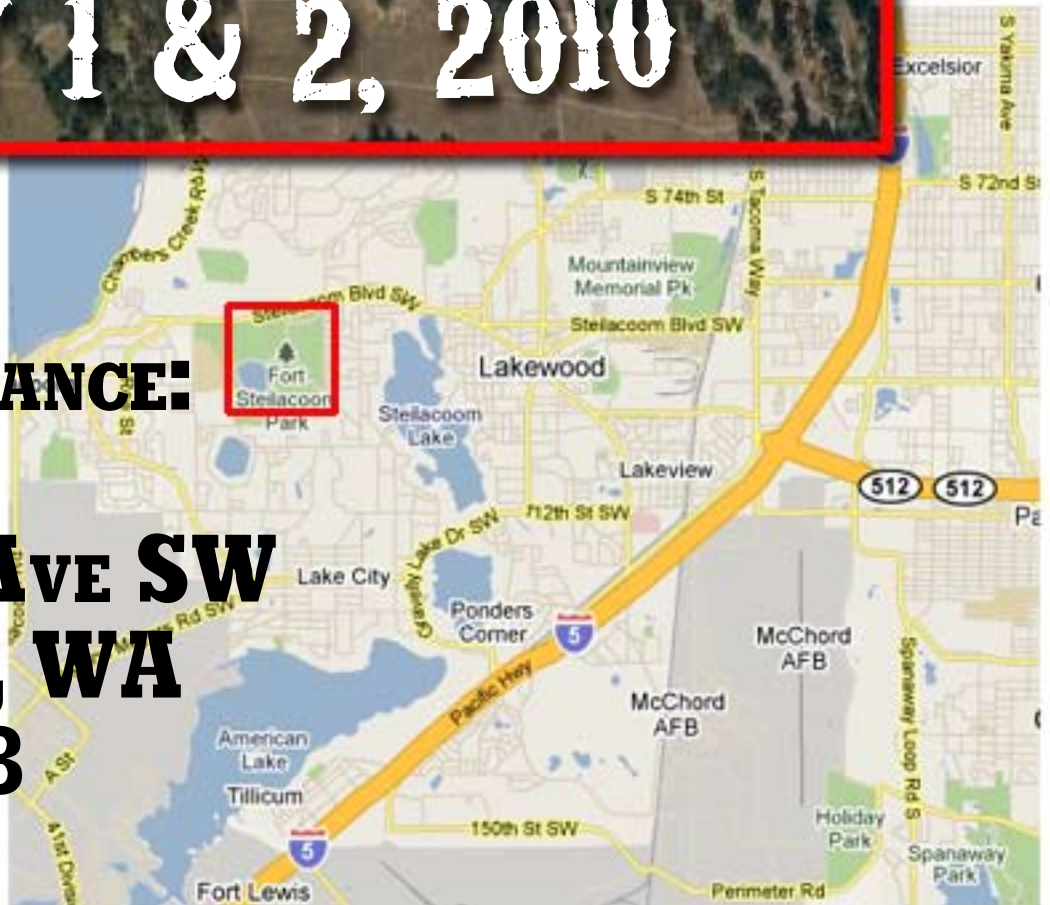 1 & 2, 2010
Excelsior
S Yakima Ave
S 72nd St
S 74th St
S Tacoma Way
Chambers Creek Rd
Mountainview
Memorial Pk
Steilacoom Blvd SW
Steilacoom Blvd SW
Lakewood
ANCE:
Fort
Steilacoom
Park
Steilacoom
Lake
Lakeview
512
512
Pa
112th St SW
Gravelly Lake Dr SW
AVE SW
Lake City
Ponders
Corner
5
McChord
AFB
, WA
Pacific Hwy
McChord
AFB
Spanaway Loop Rd S
American
Lake
3
A St
Tillicum
150th St SW
Holiday
Park
5
41st Divis
Spanaway
Park
Fort Lewis
Perimeter Rd